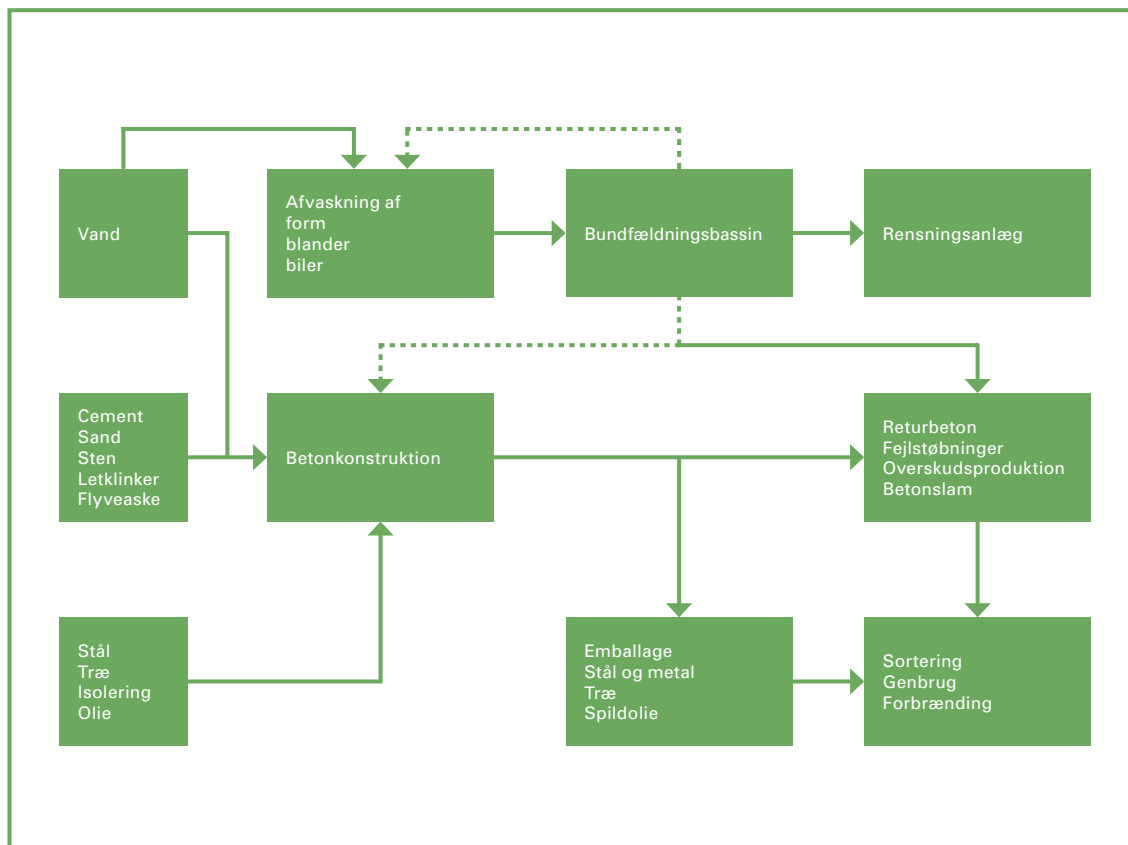 Vand
Afvaskning af
form
blander
biler
Bundfældningsbassin
Rensningsanlæg
Cement
Sand
Sten
Letklinker
Flyveaske
Betonkonstruktion
Returbeton
Fejlstøbninger
Overskudsproduktion
Betonslam
Stål
Træ
Isolering
Olie
Emballage
Stål og metal
Træ
Spildolie
Sortering
Genbrug
Forbrænding